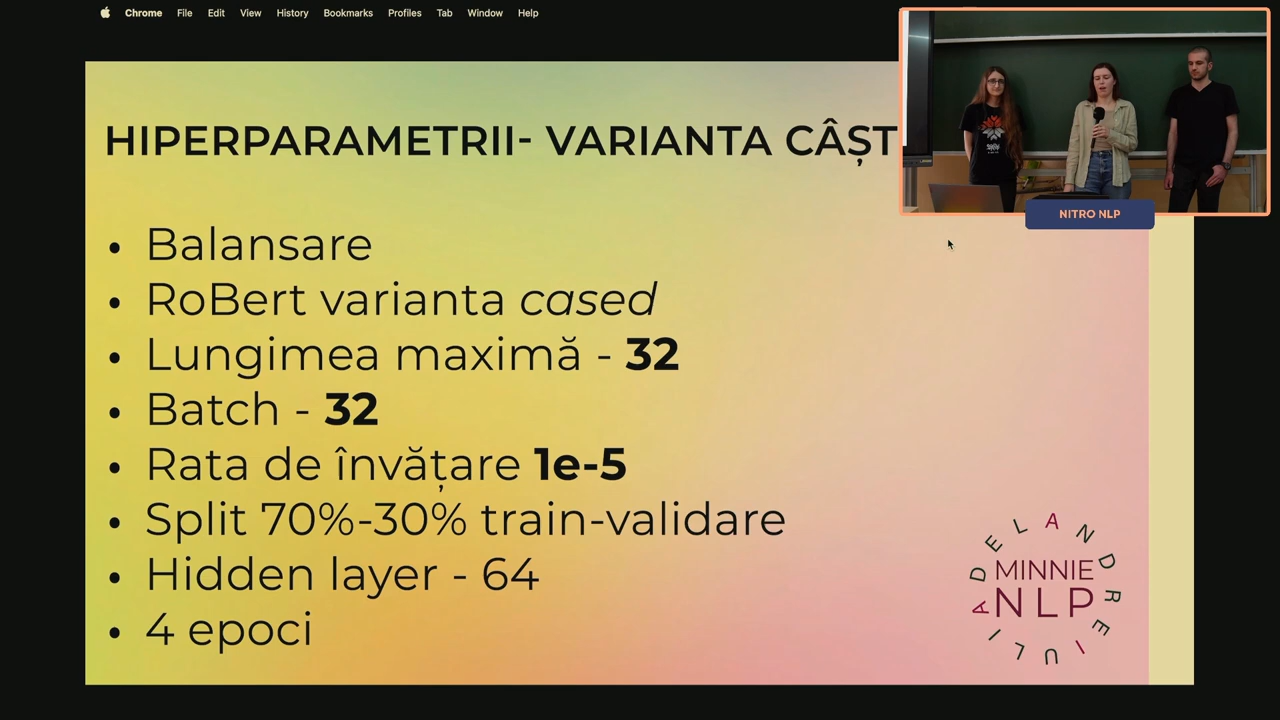 Chrome File Edit View History Bookmarks Profiles Tab Window Help
HIPERPARAMETRII- VARIANTA CÂȘT
NITRO NLP
• Balansare
• RoBert varianta cased
• Lungimea maximă - 32
• Batch - 32
• Rata de învățare 1e-5
• Split 70%-30% train-validare
• Hidden layer - 64
• 4 epoci
ADELANDREIULI
MINNIE
NLP